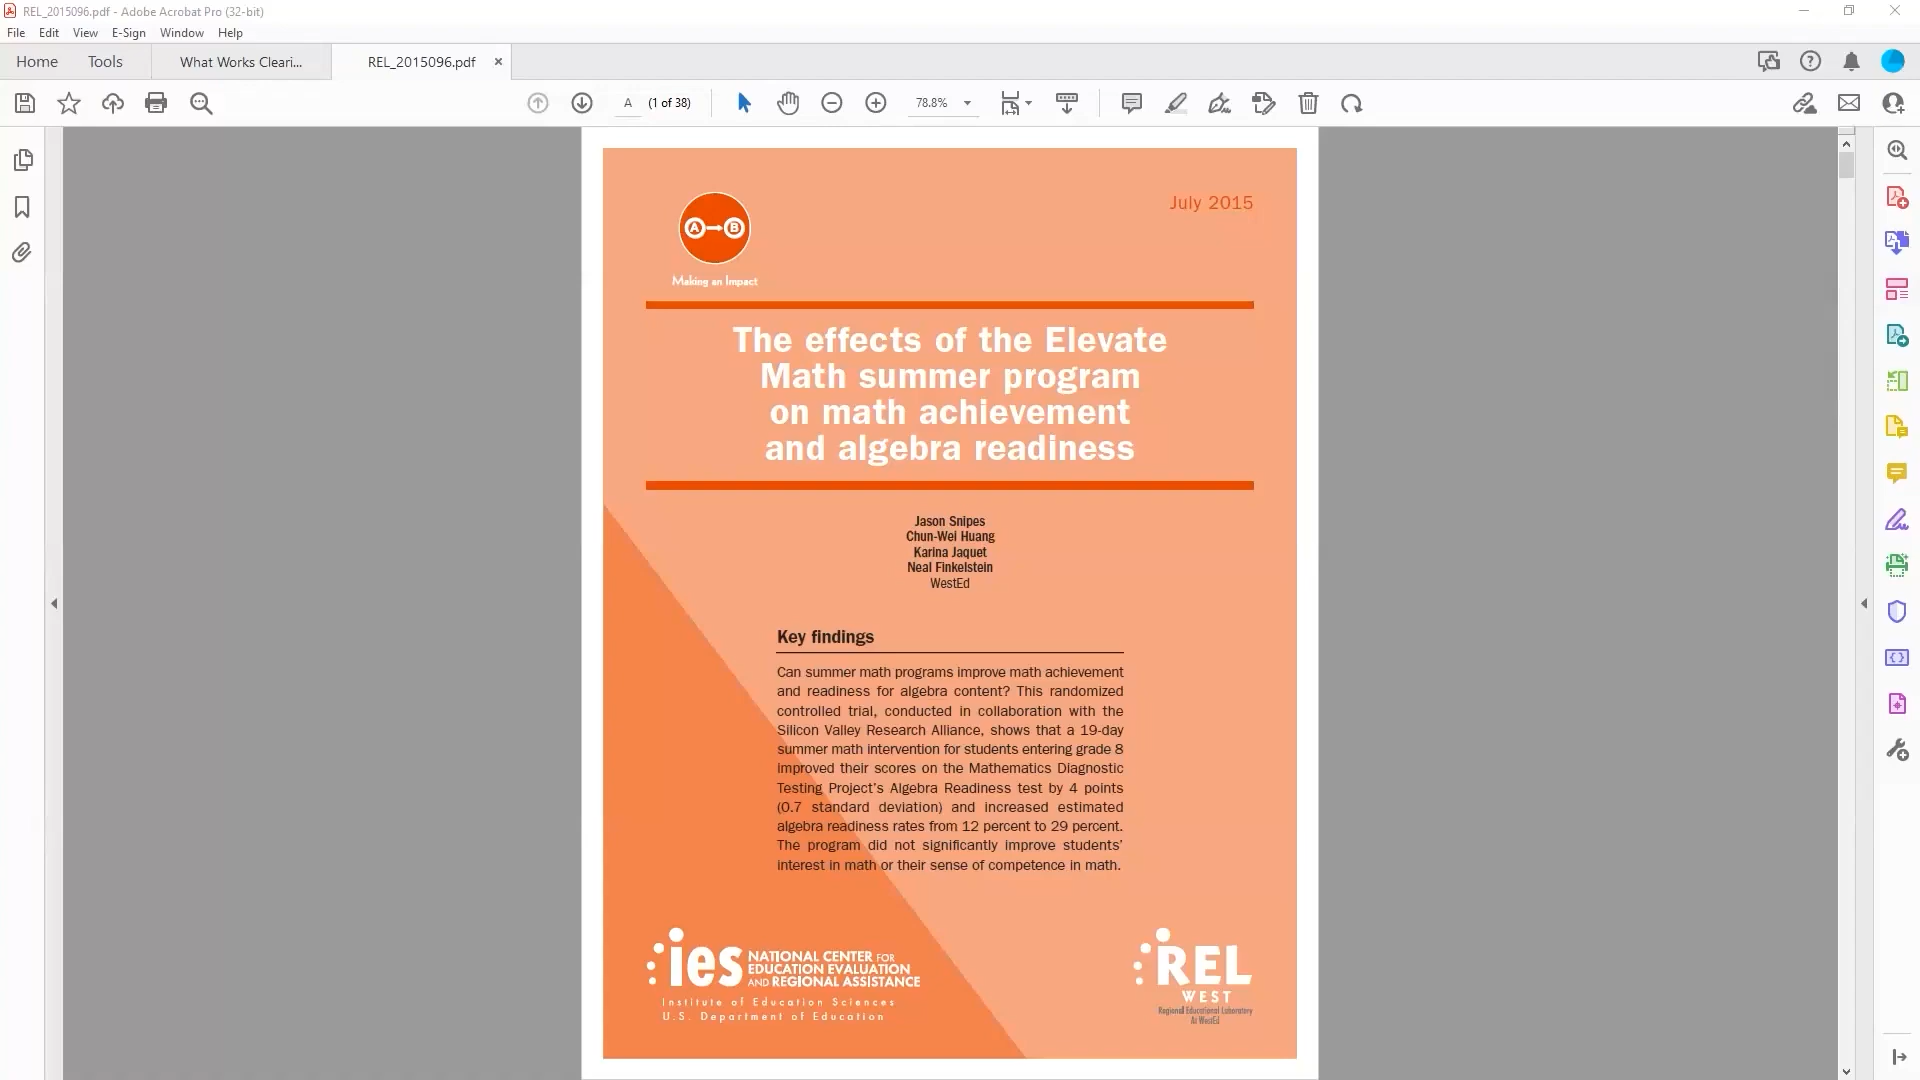 REL_2015096.pdf - Adobe Acrobat Pro (32-bit)
File Edit View E-Sign Window Help
Home Tools What Works Cleari... REL_2015096.pdf ×
A (1 of 38) 78.8%
July 2015
A B
Making an Impact
The effects of the Elevate
Math summer program
on math achievement
and algebra readiness
Jason Snipes
Chun-Wei Huang
Karina Jaquet
Neal Finkelstein
WestEd
Key findings
Can summer math programs improve math achievement
and readiness for algebra content? This randomized
controlled trial, conducted in collaboration with the
Silicon Valley Research Alliance, shows that a 19-day
summer math intervention for students entering grade 8
improved their scores on the Mathematics Diagnostic
Testing Project's Algebra Readiness test by 4 points
(0.7 standard deviation) and increased estimated
algebra readiness rates from 12 percent to 29 percent.
The program did not significantly improve students'
interest in math or their sense of competence in math.
ies NATIONAL CENTER FOR
EDUCATION EVALUATION
AND REGIONAL ASSISTANCE
Institute of Education Sciences
U.S. Department of Education
REL
WEST
Regional Educational Laboratory
At WestEd